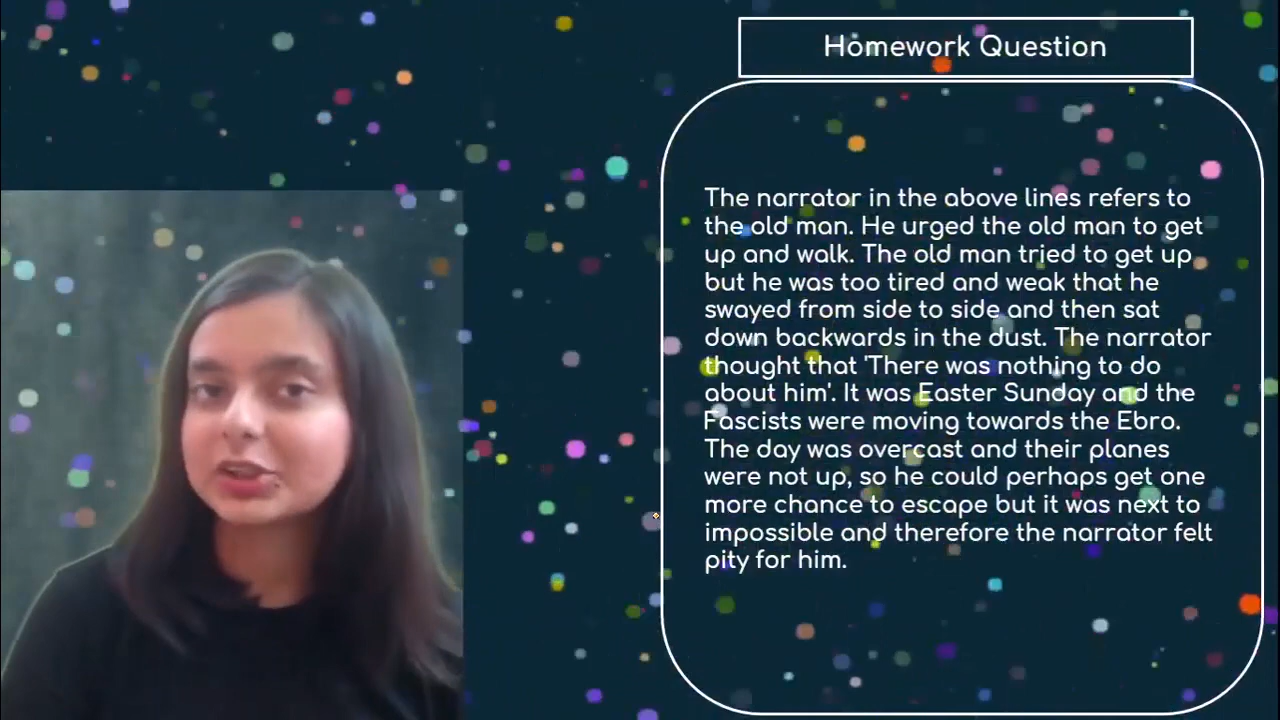 Homework Question
The narrator in the above lines refers to
the old man. He urged the old man to get
up and walk. The old man tried to get up
but he was too tired and weak that he
swayed from side to side and then sat
down backwards in the dust. The narrator
thought that 'There was nothing to do
about him'. It was Easter Sunday and the
Fascists were moving towards the Ebro.
The day was overcast and their planes
were not up, so he could perhaps get one
more chance to escape but it was next to
impossible and therefore the narrator felt
pity for him.